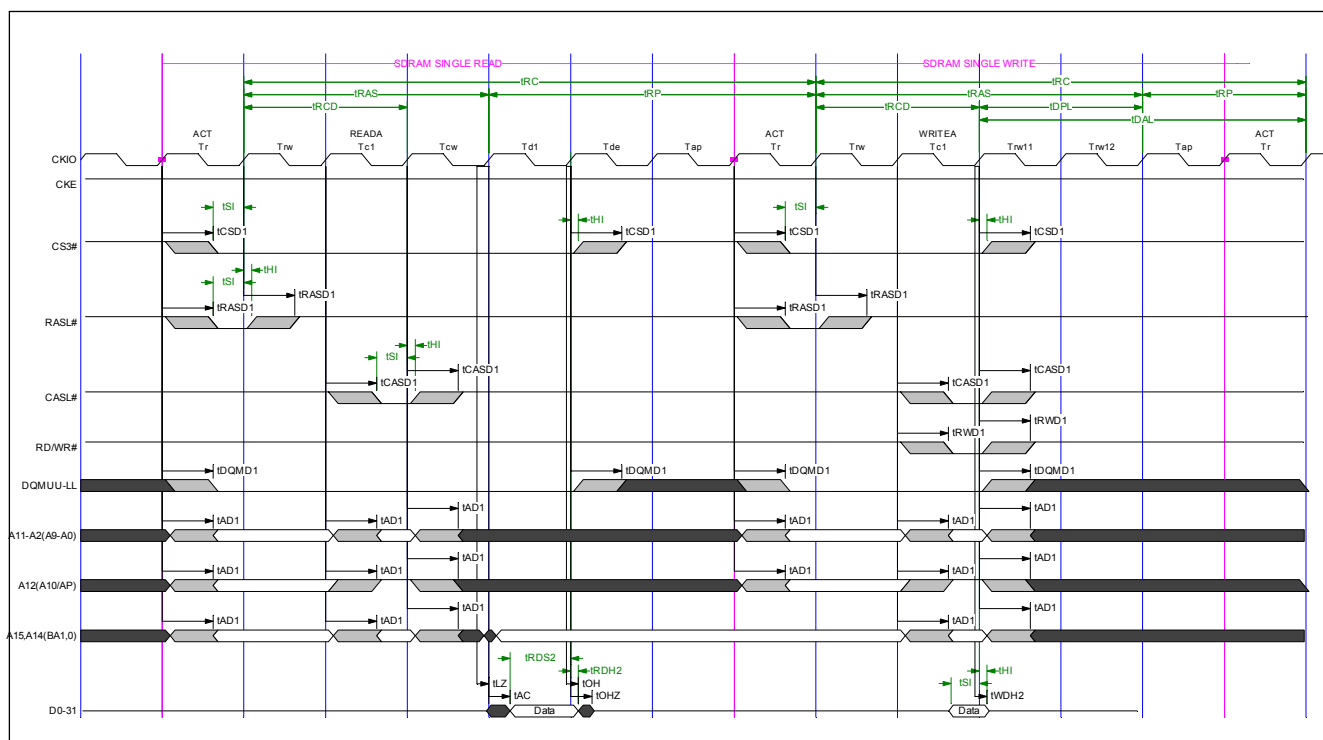 SDRAM SINGLE READ SDRAM SINGLE WRITE
tRC tRC
tRAS tRP tRAS tRP
tRCD tRCD tDPL
tDAL
ACT READA ACT WRITEA ACT
CKIO Tr Trw Tc1 Tcw Td1 Tde Tap Tr Trw Tc1 Trw11 Trw12 Tap Tr
CKE
tSI tSI
tHI tHI
tCSD1 tCSD1 tCSD1 tCSD1
CS3#
tHI
tSI
tRASD1 tRASD1
tRASD1 tRASD1
RASL#
tHI
tSI
tCASD1 tCASD1
tCASD1 tCASD1
CASL#
tRWD1
tRWD1
RD/WR#
tDQMD1 tDQMD1 tDQMD1 tDQMD1
DQMUU-LL
tAD1 tAD1
tAD1 tAD1 tAD1 tAD1
A11-A2(A9-A0)
tAD1 tAD1
tAD1 tAD1 tAD1 tAD1
A12(A10/AP)
tAD1 tAD1
tAD1 tAD1 tAD1
A15,A14(BA1,0)
tRDS2
tRDH2 tHI
tLZ tOH tSI
tAC tOHZ tWDH2
D0-31 Data Data